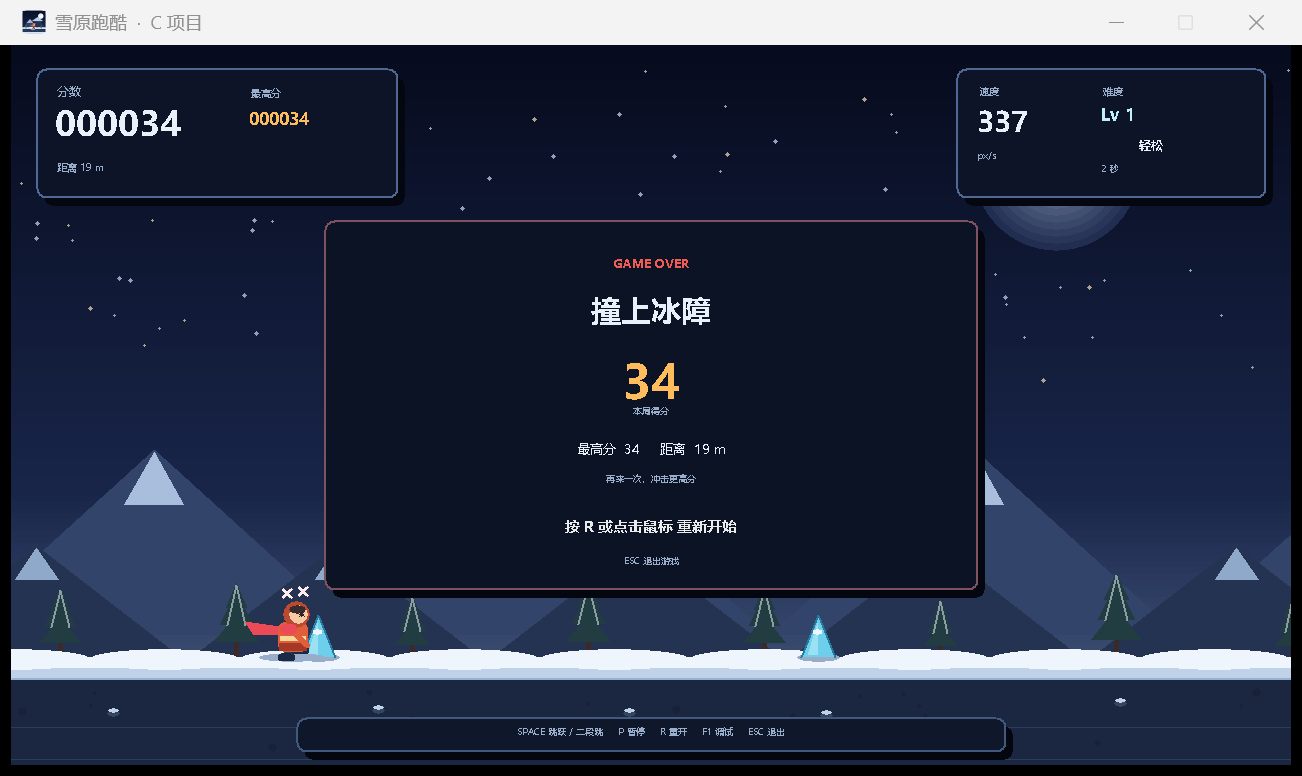 雪原跑酷 · C 项目
分数
000034
最高分
000034
距离 19 m
速度
337
px/s
难度
Lv 1
轻松
2 秒
GAME OVER
撞上冰障
34
本局得分
最高分 34 距离 19 m
再来一次，冲击更高分
按 R 或点击鼠标 重新开始
ESC 退出游戏
SPACE 跳跃 / 二段跳 P 暂停 R 重开 F1 调试 ESC 退出